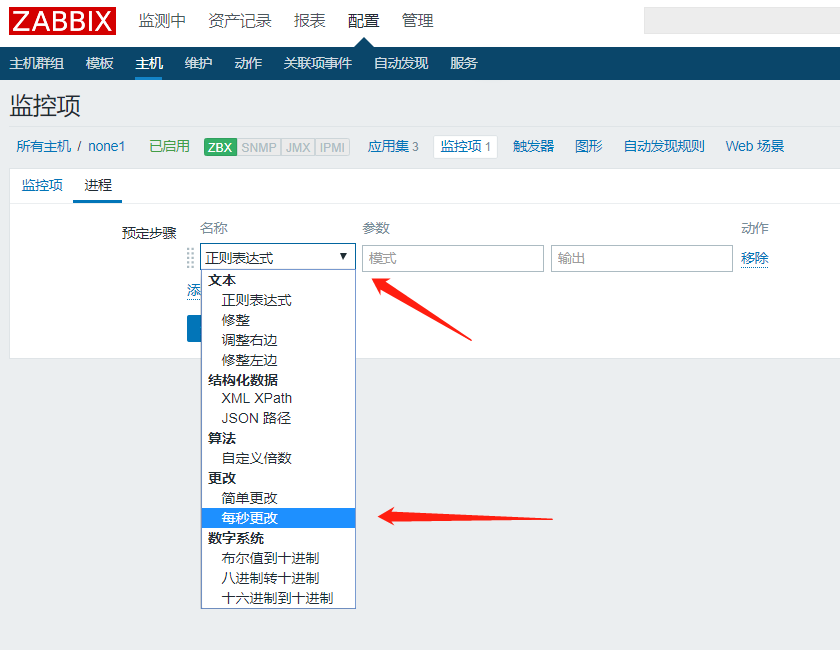 ZABBIX 监测中 资产记录 报表 配置 管理
主机群组 模板 主机 维护 动作 关联项事件 自动发现 服务
监控项
所有主机 / none1 已启用 ZBX SNMP JMX IPMI 应用集 3 监控项 1 触发器 图形 自动发现规则 Web 场景
监控项 进程
预定步骤 名称 参数 动作
正则表达式 ▼ 模式 输出 移除
文本
正则表达式
修整
调整右边
修整左边
结构化数据
XML XPath
JSON 路径
算法
自定义倍数
更改
简单更改
每秒更改
数字系统
布尔值到十进制
八进制转十进制
十六进制到十进制